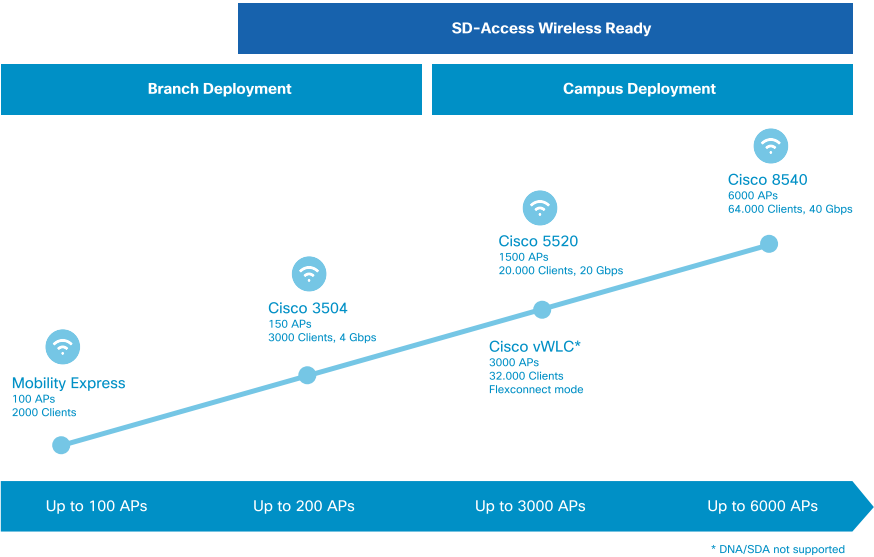 SD-Access Wireless Ready
Branch Deployment
Campus Deployment
Cisco 8540
6000 APs
64.000 Clients, 40 Gbps
Cisco 5520
1500 APs
20.000 Clients, 20 Gbps
Cisco 3504
150 APs
3000 Clients, 4 Gbps
Cisco vWLC*
3000 APs
32.000 Clients
Flexconnect mode
Mobility Express
100 APs
2000 Clients
Up to 100 APs
Up to 200 APs
Up to 3000 APs
Up to 6000 APs
* DNA/SDA not supported